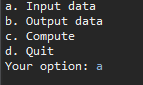 a. Input data
b. Output data
c. Compute
d. Quit
Your option: a